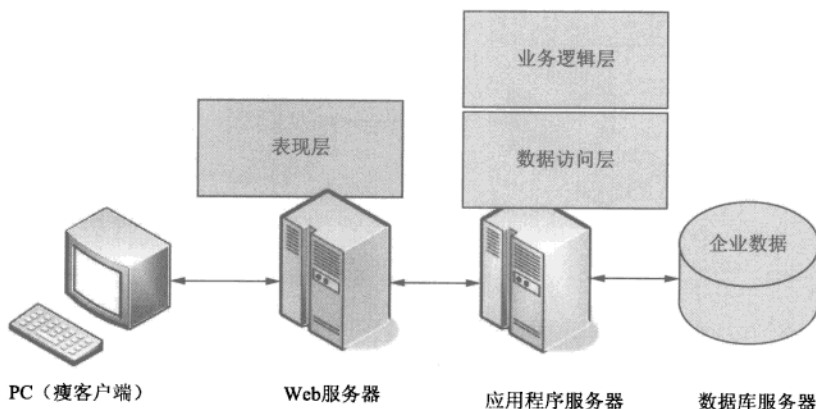 业务逻辑层
表现层
数据访问层
企业数据
PC（瘦客户端）
Web服务器
应用程序服务器
数据库服务器